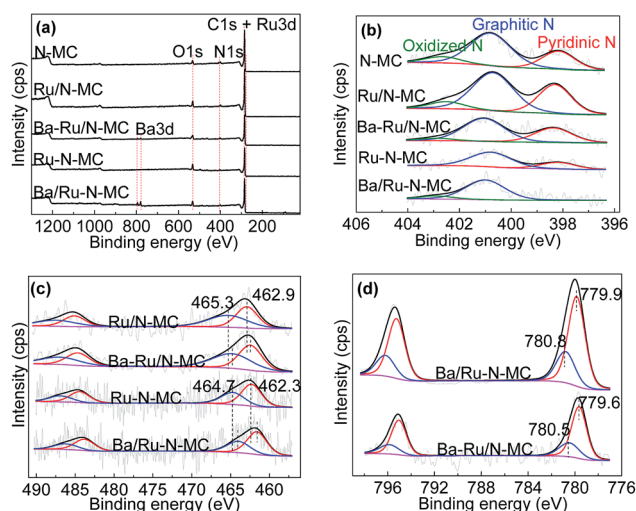 (a)
C1s + Ru3d
N-MC
O1s N1s
Ru/N-MC
Ba-Ru/N-MC Ba3d
Ru-N-MC
Ba/Ru-N-MC
Intensity (cps)
1200 1000 800 600 400 200
Binding energy (eV)
(b)
Graphitic N
Oxidized N
Pyridinic N
N-MC
Ru/N-MC
Ba-Ru/N-MC
Ru-N-MC
Ba/Ru-N-MC
Intensity (cps)
406 404 402 400 398 396
Binding energy (eV)
(c)
465.3 462.9
Ru/N-MC
Ba-Ru/N-MC
Ru-N-MC 464.7 462.3
Ba/Ru-N-MC
Intensity (cps)
490 485 480 475 470 465 460
Binding energy (eV)
(d)
779.9
780.8
Ba/Ru-N-MC
779.6
780.5
Ba-Ru/N-MC
Intensity (cps)
796 792 788 784 780 776
Binding energy (eV)